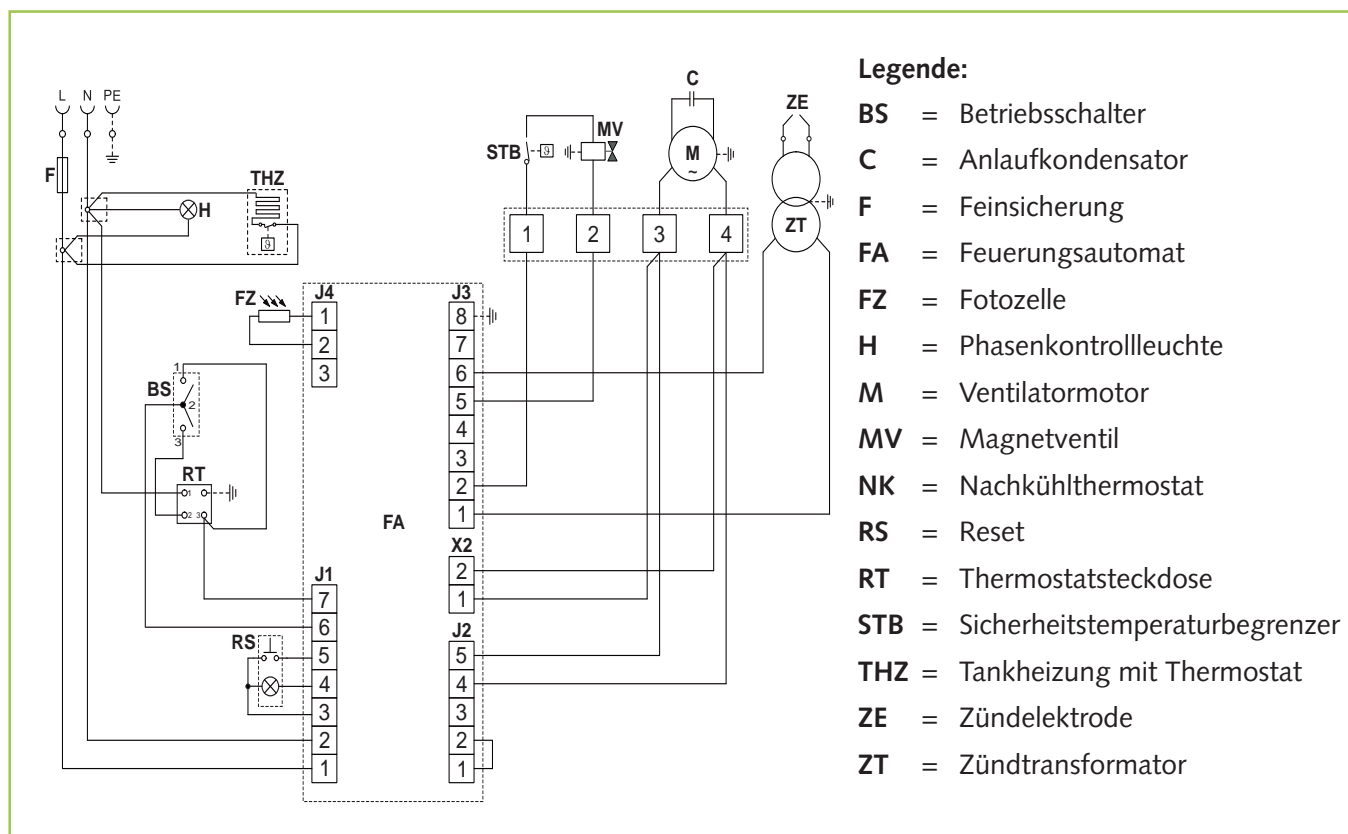 L N PE
F
H
THZ
ϑ
STB
ϑ
MV
C
M
~
ZE
ZT
1 2 3 4
FZ
J4
1
2
3
J3
8
7
6
5
4
3
2
1
BS
1
2
3
RT
1
2 3
FA
X2
2
1
J1
7
6
5
4
3
2
1
RS
J2
5
4
3
2
1
Legende:
BS = Betriebsschalter
C = Anlaufkondensator
F = Feinsicherung
FA = Feuerungsautomat
FZ = Fotozelle
H = Phasenkontrollleuchte
M = Ventilatormotor
MV = Magnetventil
NK = Nachkühlthermostat
RS = Reset
RT = Thermostatsteckdose
STB = Sicherheitstemperaturbegrenzer
THZ = Tankheizung mit Thermostat
ZE = Zündelektrode
ZT = Zündtransformator